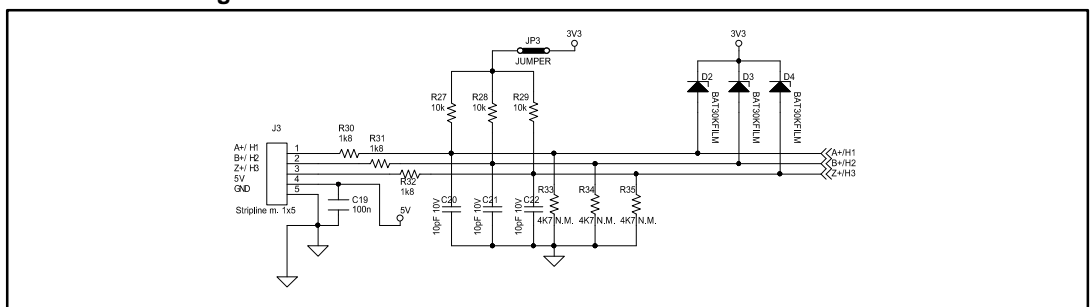 JP3
3V3
3V3
JUMPER
D2
D3
D4
BAT30KFILM
BAT30KFILM
BAT30KFILM
R27
10k
R28
10k
R29
10k
J3
R30
1k8
R31
1k8
A+/ H1
B+/ H2
Z+/ H3
5V
GND
1
2
3
4
5
A+/H1
B+/H2
Z+/H3
R32
1k8
C19
100n
5V
Stripline m. 1x5
C20
10pF 10V
C21
10pF 10V
C22
10pF 10V
R33
4K7 N.M.
R34
4K7 N.M.
R35
4K7 N.M.